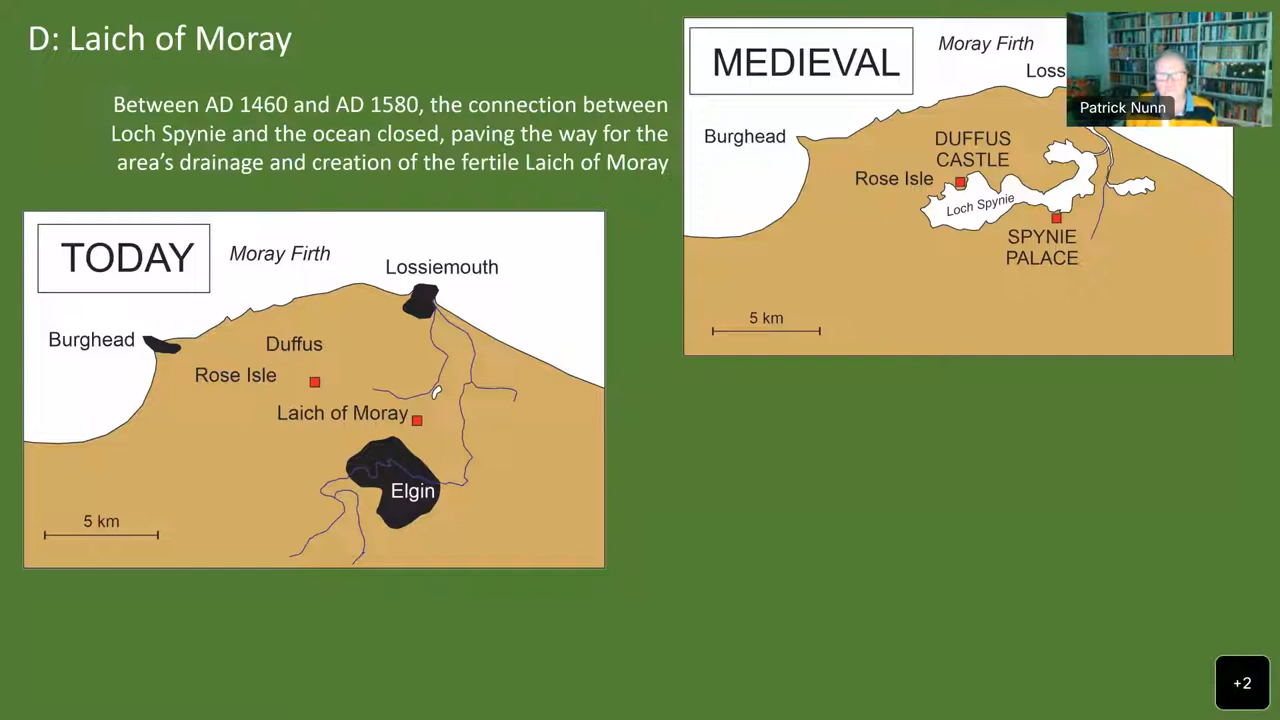 D: Laich of Moray
Between AD 1460 and AD 1580, the connection between
Loch Spynie and the ocean closed, paving the way for the
area's drainage and creation of the fertile Laich of Moray
TODAY
Moray Firth
Lossiemouth
Burghead
Duffus
Rose Isle
Laich of Moray
Elgin
5 km
MEDIEVAL
Moray Firth
Loss
Patrick Nunn
Burghead
DUFFUS
CASTLE
Rose Isle
Loch Spynie
SPYNIE
PALACE
5 km
+2